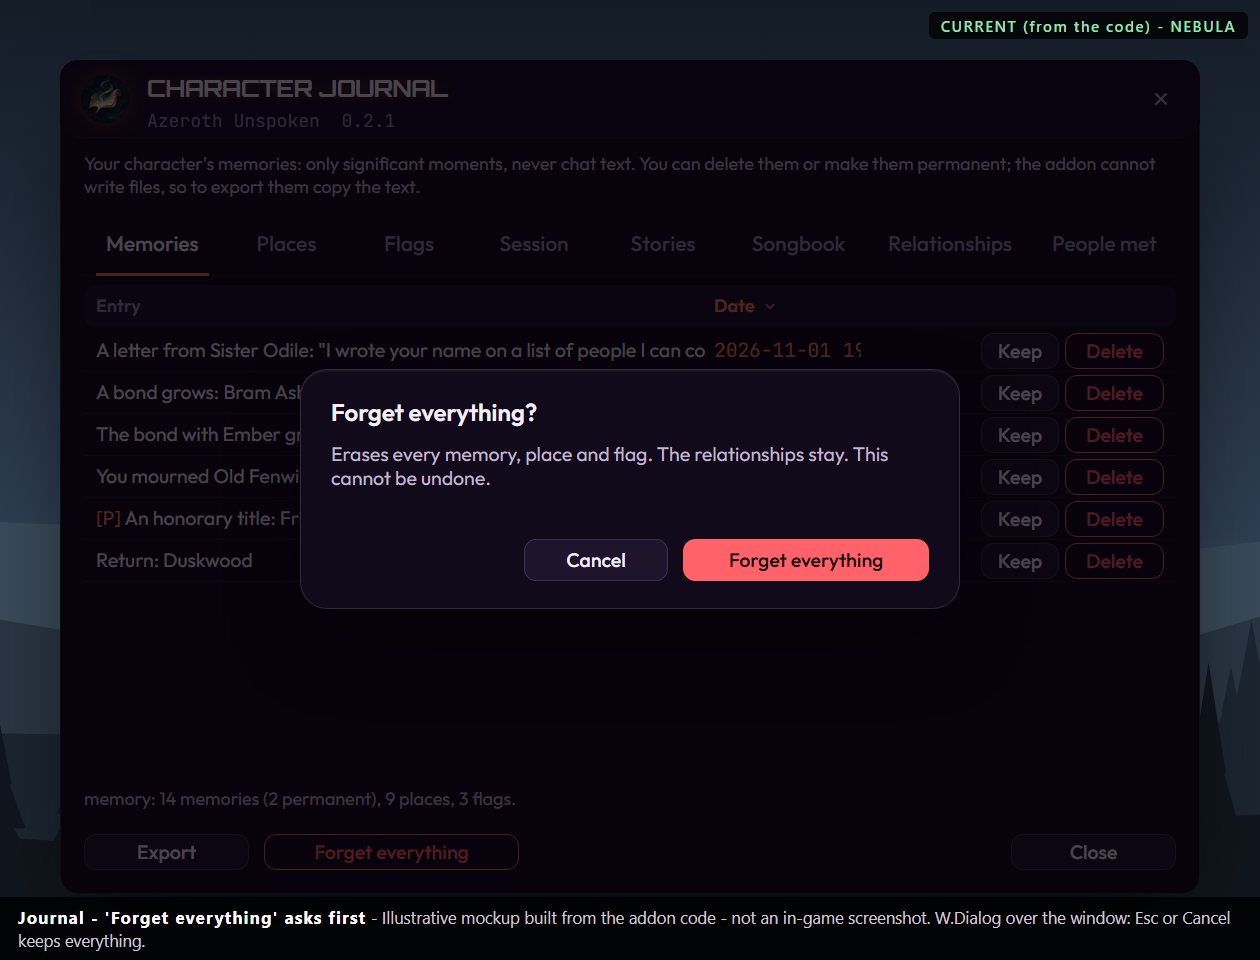 CURRENT (from the code) - NEBULA
CHARACTER JOURNAL
Azeroth Unspoken 0.2.1
Your character's memories: only significant moments, never chat text. You can delete them or make them permanent; the addon cannot
write files, so to export them copy the text.
Memories Places Flags Session Stories Songbook Relationships People met
Entry Date
A letter from Sister Odile: "I wrote your name on a list of people I can co 2026-11-01 19 Keep Delete
A bond grows: Bram Ash Keep Delete
The bond with Ember gr Keep Delete
You mourned Old Fenwi Keep Delete
[P] An honorary title: Fri Keep Delete
Return: Duskwood Keep Delete
Forget everything?
Erases every memory, place and flag. The relationships stay. This
cannot be undone.
Cancel Forget everything
memory: 14 memories (2 permanent), 9 places, 3 flags.
Export Forget everything Close
Journal - 'Forget everything' asks first - Illustrative mockup built from the addon code - not an in-game screenshot. W.Dialog over the window: Esc or Cancel
keeps everything.